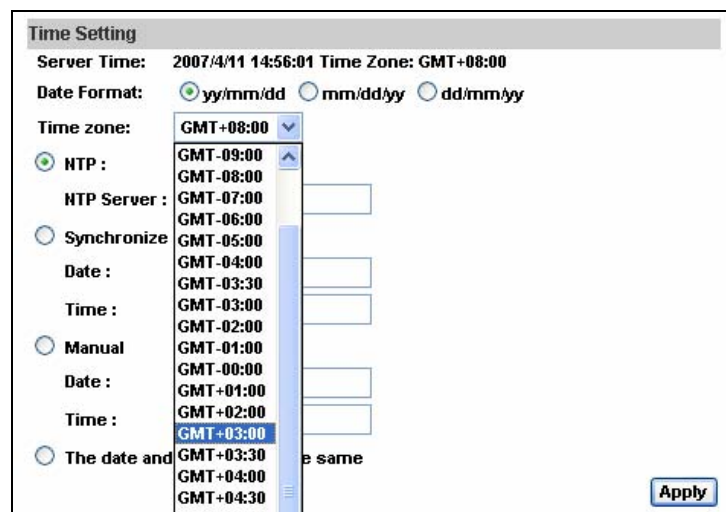 Time Setting
Server Time: 2007/4/11 14:56:01 Time Zone: GMT+08:00
Date Format: yy/mm/dd mm/dd/yy dd/mm/yy
Time zone: GMT+08:00
GMT-09:00
NTP :
GMT-08:00
GMT-07:00
NTP Server :
GMT-06:00
GMT-05:00
Synchronize
GMT-04:00
Date :
GMT-03:30
GMT-03:00
Time :
GMT-02:00
GMT-01:00
Manual
GMT-00:00
Date :
GMT+01:00
GMT+02:00
Time :
GMT+03:00
The date and
GMT+03:30
e same
GMT+04:00
GMT+04:30
Apply